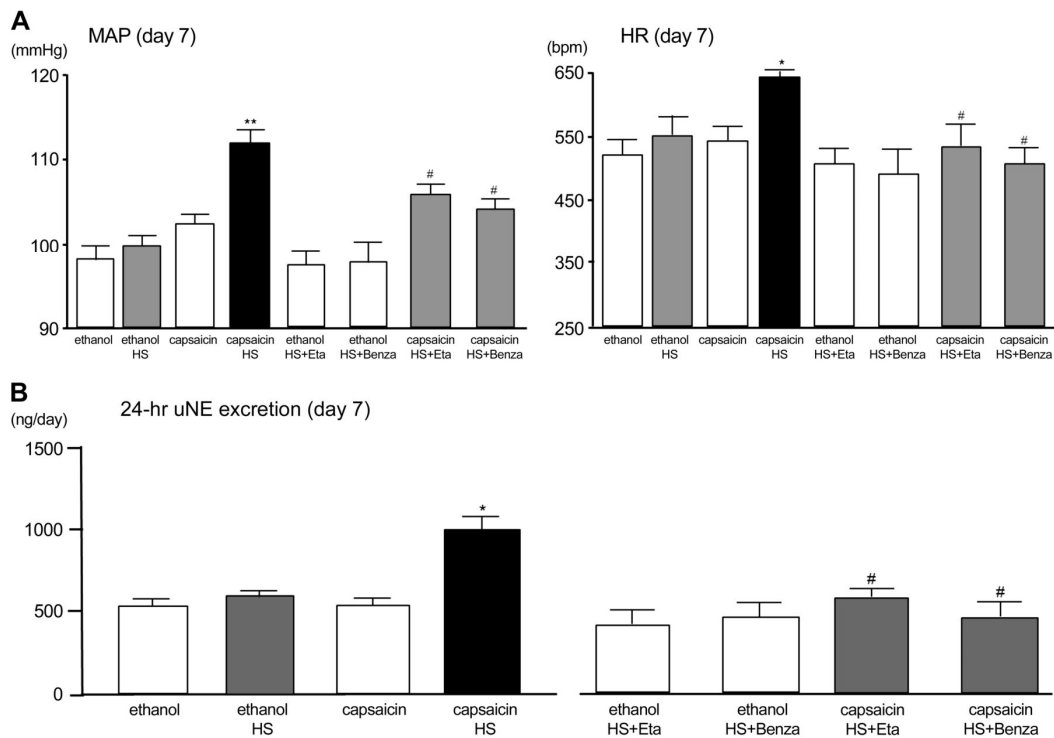 A
MAP (day 7)
(mmHg)
120
110
100
90
**
#
#
ethanol
ethanol
HS
capsaicin
capsaicin
HS
ethanol
HS+Eta
ethanol
HS+Benza
capsaicin
HS+Eta
capsaicin
HS+Benza
HR (day 7)
(bpm)
650
550
450
350
250
*
#
#
ethanol
ethanol
HS
capsaicin
capsaicin
HS
ethanol
HS+Eta
ethanol
HS+Benza
capsaicin
HS+Eta
capsaicin
HS+Benza
B
24-hr uNE excretion (day 7)
(ng/day)
1500
1000
500
0
*
#
#
ethanol
ethanol
HS
capsaicin
capsaicin
HS
ethanol
HS+Eta
ethanol
HS+Benza
capsaicin
HS+Eta
capsaicin
HS+Benza